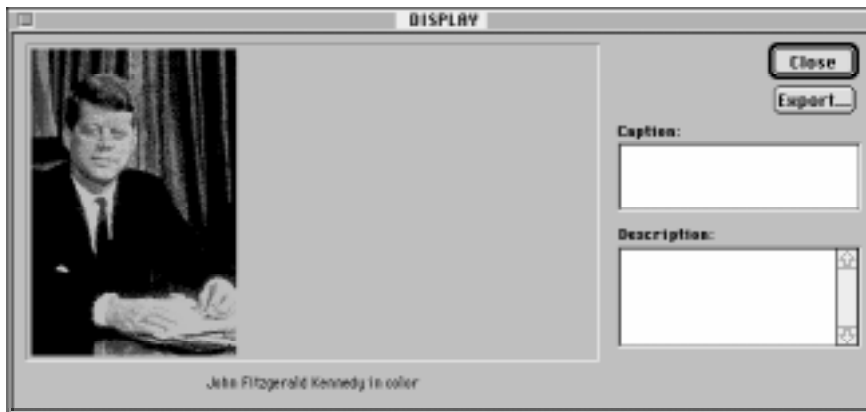 DISPLAY
Close
Export...
Caption:
Description:
John Fitzgerald Kennedy in color